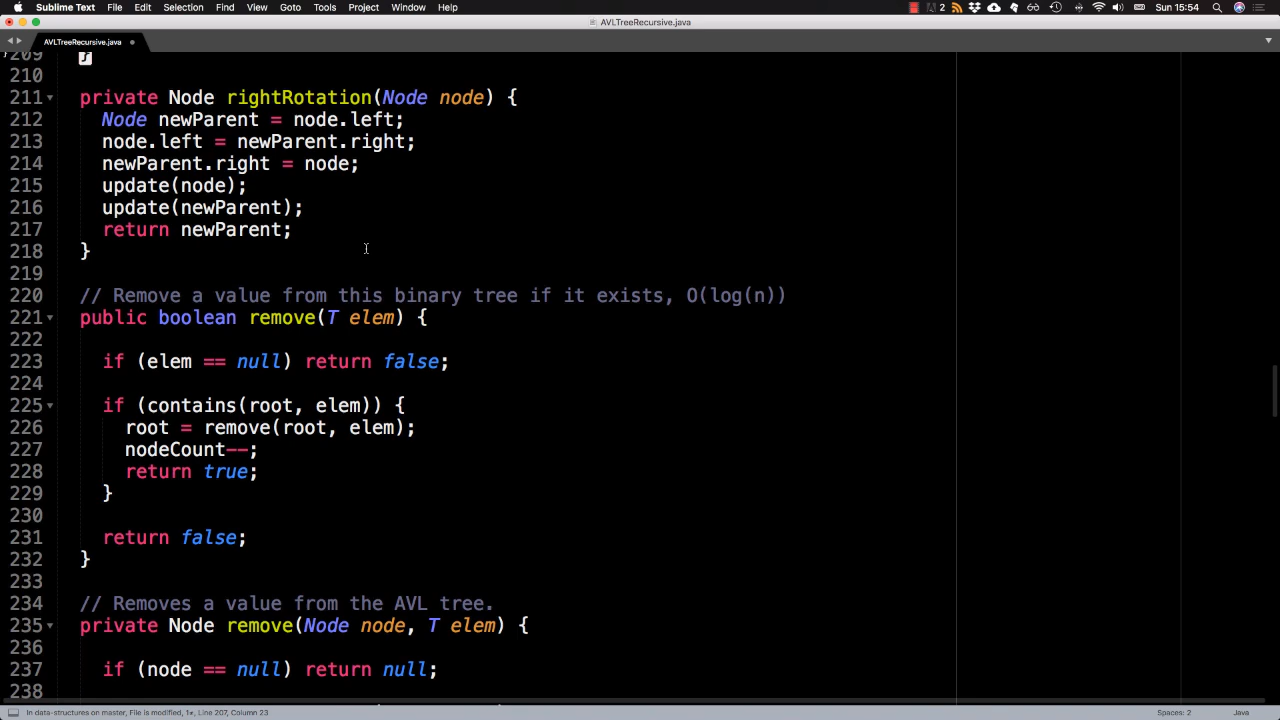 Sublime Text File Edit Selection Find View Goto Tools Project Window Help 2 Sun 15:54
AVLTreeRecursive.java
AVLTreeRecursive.java
209 }
210
211 private Node rightRotation(Node node) {
212 Node newParent = node.left;
213 node.left = newParent.right;
214 newParent.right = node;
215 update(node);
216 update(newParent);
217 return newParent;
218 }
219
220 // Remove a value from this binary tree if it exists, O(log(n))
221 public boolean remove(T elem) {
222
223 if (elem == null) return false;
224
225 if (contains(root, elem)) {
226 root = remove(root, elem);
227 nodeCount--;
228 return true;
229 }
230
231 return false;
232 }
233
234 // Removes a value from the AVL tree.
235 private Node remove(Node node, T elem) {
236
237 if (node == null) return null;
238
In data-structures on master, File is modified, 1≠, Line 207, Column 23 Spaces: 2 Java